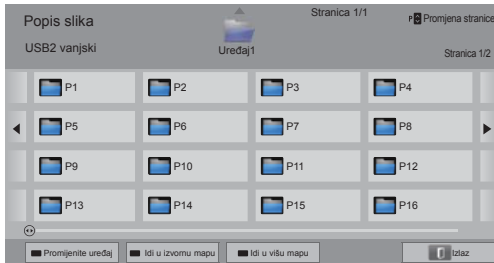 Popis slika
Stranica 1/1
P Promjena stranice
USB2 vanjski
Uređaj1
Stranica 1/2
P1
P2
P3
P4
P5
P6
P7
P8
P9
P10
P11
P12
P13
P14
P15
P16
Promijenite uređaj
Idi u izvornu mapu
Idi u višu mapu
Izlaz